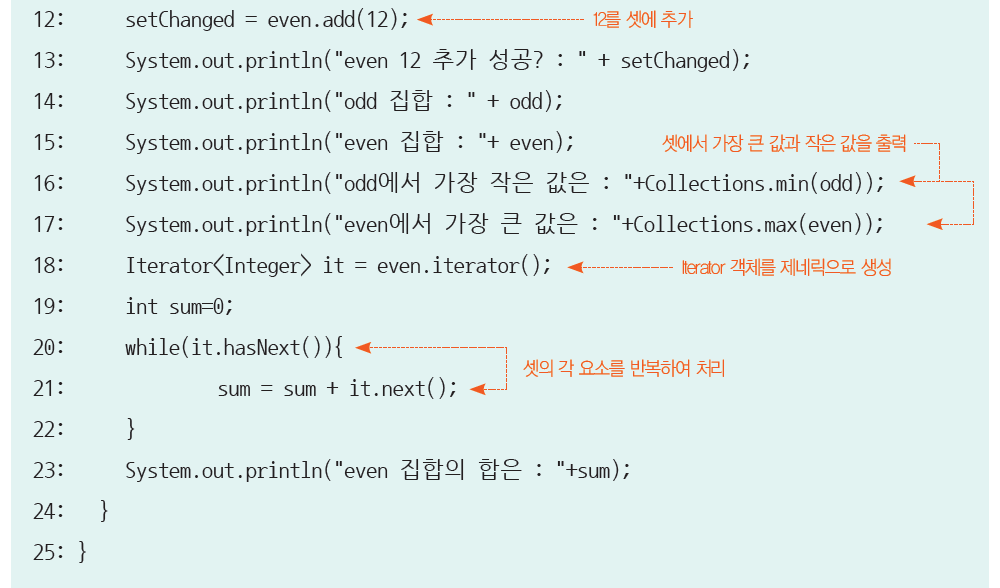 12: setChanged = even.add(12); 12를 셋에 추가
13: System.out.println("even 12 추가 성공? : " + setChanged);
14: System.out.println("odd 집합 : " + odd);
15: System.out.println("even 집합 : "+ even); 셋에서 가장 큰 값과 작은 값을 출력
16: System.out.println("odd에서 가장 작은 값은 : "+Collections.min(odd));
17: System.out.println("even에서 가장 큰 값은 : "+Collections.max(even));
18: Iterator<Integer> it = even.iterator(); Iterator 객체를 제네릭으로 생성
19: int sum=0;
20: while(it.hasNext()){
셋의 각 요소를 반복하여 처리
21: sum = sum + it.next();
22: }
23: System.out.println("even 집합의 합은 : "+sum);
24: }
25: }